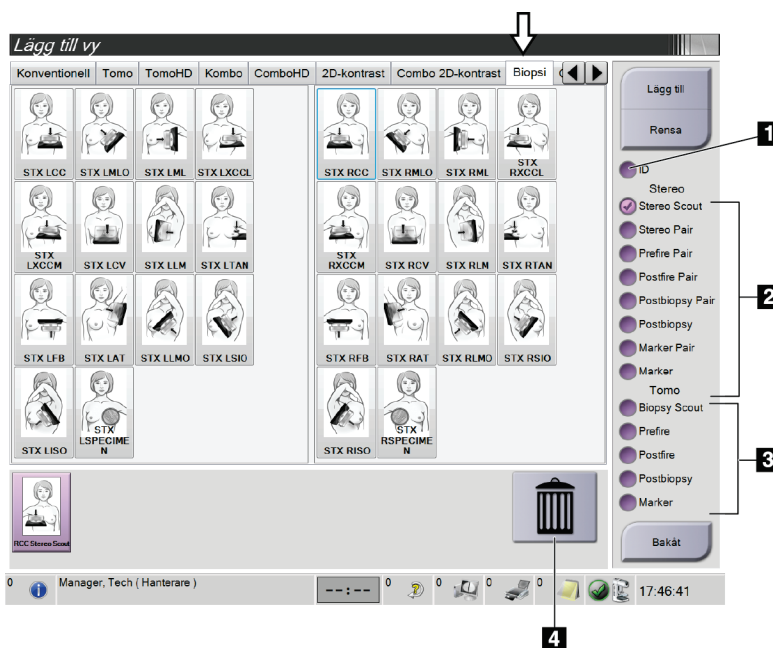 Lägg till vy
Konventionell Tomo TomoHD Kombo ComboHD 2D-kontrast Combo 2D-kontrast Biopsi
STX LCC STX LMLO STX LML STX LXCCL
STX LXCCM STX LCV STX LLM STX LTAN
STX LFB STX LAT STX LLMO STX LSIO
STX LISO STX LSPECIME N
STX RCC STX RMLO STX RML STX RXCCL
STX RXCCM STX RCV STX RLM STX RTAN
STX RFB STX RAT STX RLMO STX RSIO
STX RISO STX RSPECIME N
Lägg till
Rensa
1
ID
Stereo
Stereo Scout
Stereo Pair
Prefire Pair
Postfire Pair
Postbiopsy Pair
Postbiopsy
Marker Pair
Marker
2
Tomo
Biopsy Scout
Prefire
Postfire
Postbiopsy
Marker
3
Bakåt
RCC Stereo Scout
0 Manager, Tech ( Hanterare ) --:-- 0 0 0 0 17:46:41
4